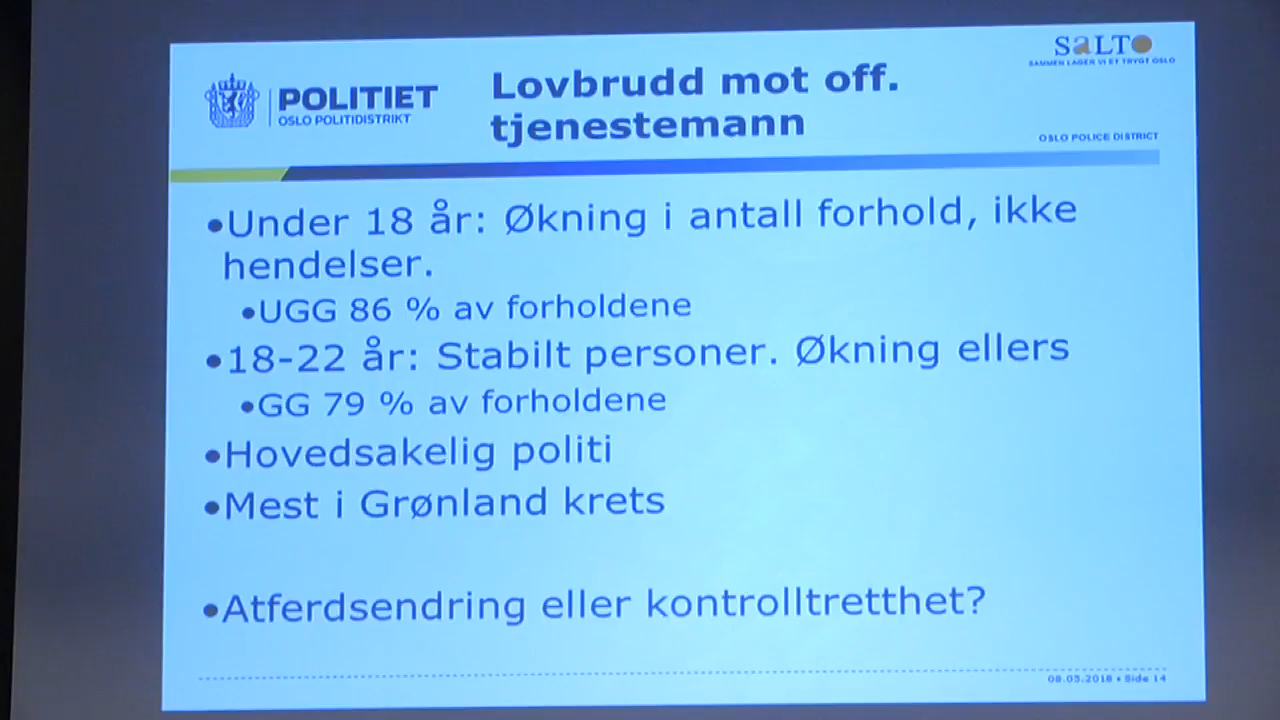 SaLTO
SAMMEN LAGER VI ET TRYGT OSLO
POLITIET
OSLO POLITIDISTRIKT
Lovbrudd mot off.
tjenestemann
OSLO POLICE DISTRICT
•Under 18 år: Økning i antall forhold, ikke
hendelser.
•UGG 86 % av forholdene
•18-22 år: Stabilt personer. Økning ellers
•GG 79 % av forholdene
•Hovedsakelig politi
•Mest i Grønland krets
•Atferdsendring eller kontrolltretthet?
08.05.2018 • Side 14